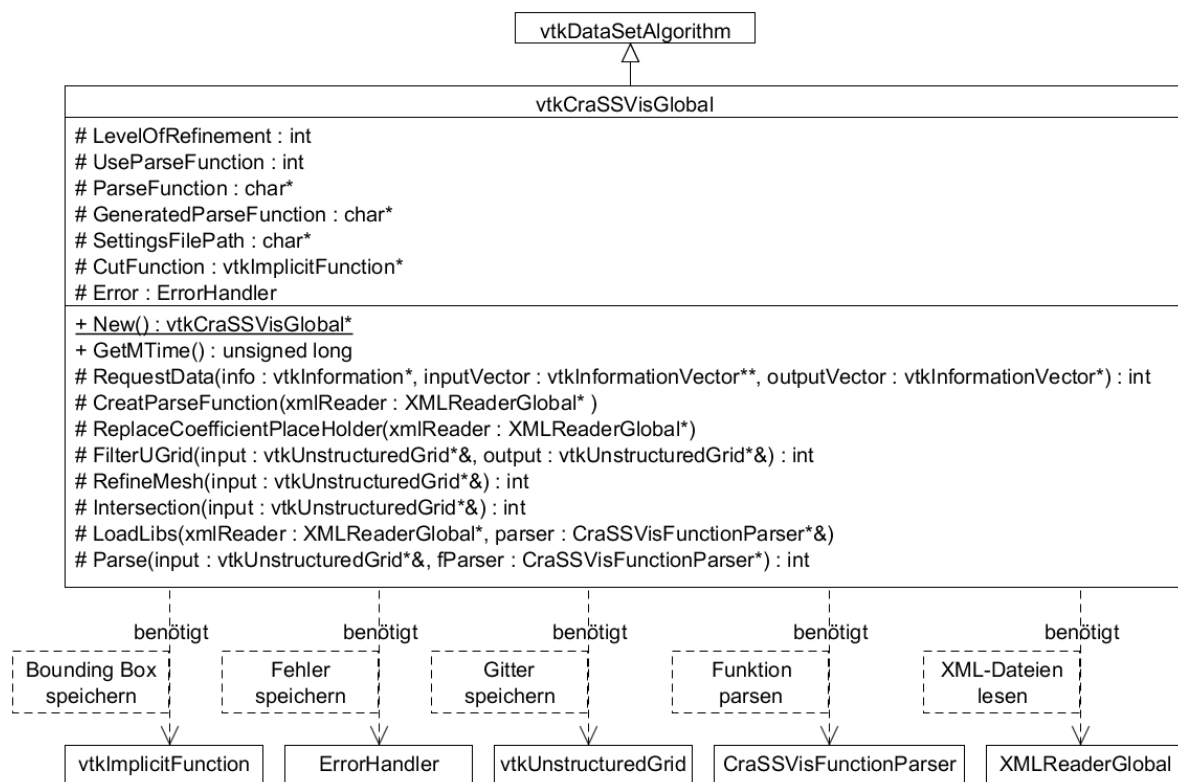 vtkDataSetAlgorithm
vtkCraSSVisGlobal
# LevelOfRefinement : int
# UseParseFunction : int
# ParseFunction : char*
# GeneratedParseFunction : char*
# SettingsFilePath : char*
# CutFunction : vtkImplicitFunction*
# Error : ErrorHandler
+ New() : vtkCraSSVisGlobal*
+ GetMTime() : unsigned long
# RequestData(info : vtkInformation*, inputVector : vtkInformationVector**, outputVector : vtkInformationVector*) : int
# CreatParseFunction(xmlReader : XMLReaderGlobal* )
# ReplaceCoefficientPlaceHolder(xmlReader : XMLReaderGlobal*)
# FilterUGrid(input : vtkUnstructuredGrid*&, output : vtkUnstructuredGrid*&) : int
# RefineMesh(input : vtkUnstructuredGrid*&) : int
# Intersection(input : vtkUnstructuredGrid*&) : int
# LoadLibs(xmlReader : XMLReaderGlobal*, parser : CraSSVisFunctionParser*&)
# Parse(input : vtkUnstructuredGrid*&, fParser : CraSSVisFunctionParser*) : int
benötigt
benötigt
benötigt
benötigt
benötigt
Bounding Box
speichern
Fehler
speichern
Gitter
speichern
Funktion
parsen
XML-Dateien
lesen
vtkImplicitFunction
ErrorHandler
vtkUnstructuredGrid
CraSSVisFunctionParser
XMLReaderGlobal